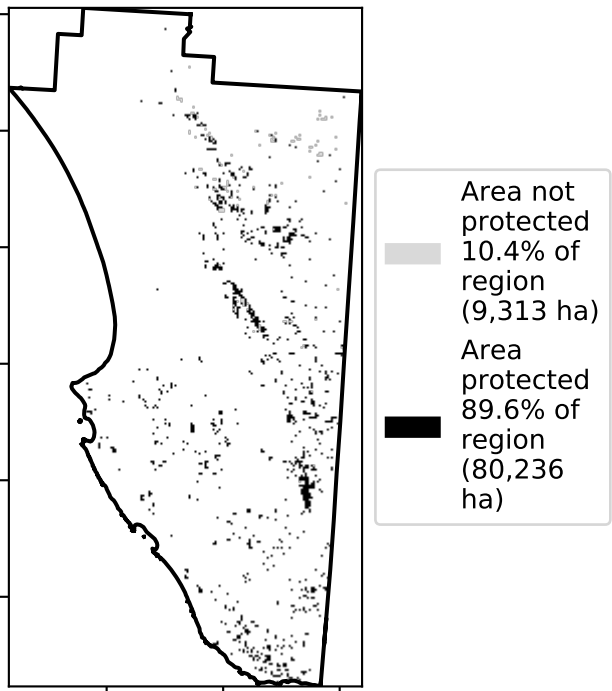 Area not
protected
10.4% of
region
(9,313 ha)
Area
protected
89.6% of
region
(80,236
ha)